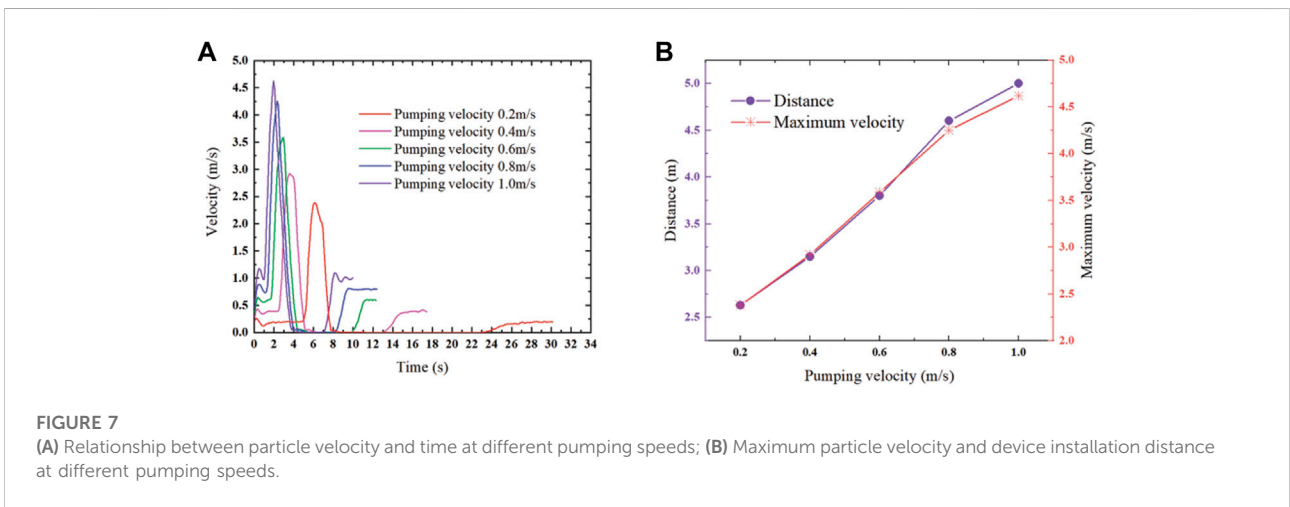 A
5.0
4.5
4.0
3.5
3.0
2.5
2.0
1.5
1.0
0.5
0.0
Velocity (m/s)
Pumping velocity 0.2m/s
Pumping velocity 0.4m/s
Pumping velocity 0.6m/s
Pumping velocity 0.8m/s
Pumping velocity 1.0m/s
0 2 4 6 8 10 12 14 16 18 20 22 24 26 28 30 32 34
Time (s)
B
5.0
4.5
4.0
3.5
3.0
2.5
Distance (m)
Distance
Maximum velocity
5.0
4.5
4.0
3.5
3.0
2.5
2.0
Maximum velocity (m/s)
0.2 0.4 0.6 0.8 1.0
Pumping velocity (m/s)
FIGURE 7
(A) Relationship between particle velocity and time at different pumping speeds; (B) Maximum particle velocity and device installation distance
at different pumping speeds.